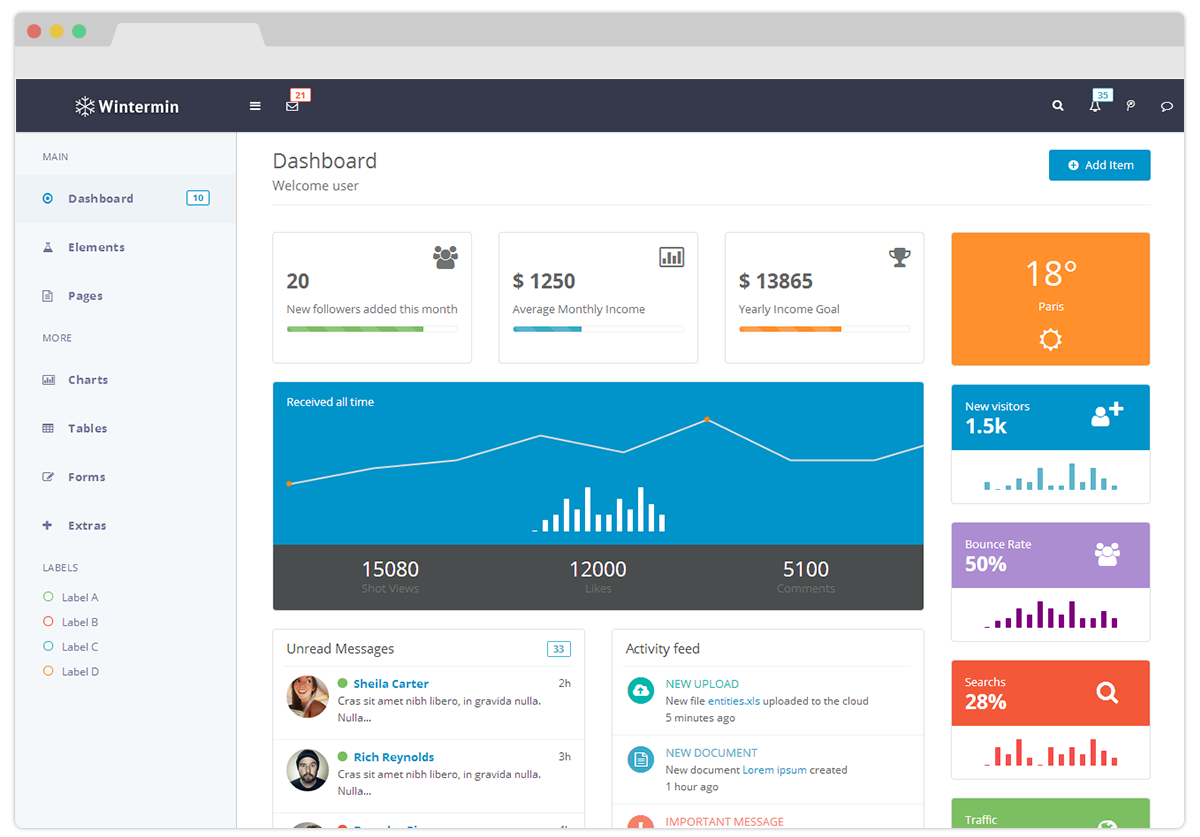 Wintermin
21
35
MAIN
Dashboard 10
Elements
Pages
MORE
Charts
Tables
Forms
Extras
LABELS
Label A
Label B
Label C
Label D
Dashboard
Welcome user
Add Item
20
New followers added this month
$ 1250
Average Monthly Income
$ 13865
Yearly Income Goal
18°
Paris
Received all time
15080
Shot Views
12000
Likes
5100
Comments
New visitors
1.5k
Bounce Rate
50%
Searchs
28%
Traffic
Unread Messages 33
Sheila Carter 2h
Cras sit amet nibh libero, in gravida nulla.
Nulla...
Rich Reynolds 3h
Cras sit amet nibh libero, in gravida nulla.
Nulla...
Activity feed
NEW UPLOAD
New file entities.xls uploaded to the cloud
5 minutes ago
NEW DOCUMENT
New document Lorem ipsum created
1 hour ago
IMPORTANT MESSAGE